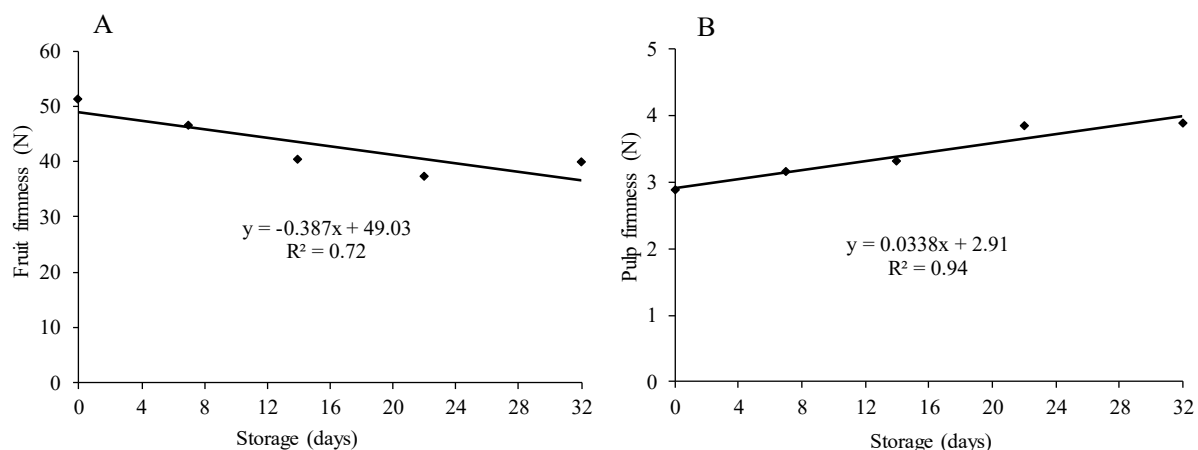 A
60
50
40
30
20
10
0
Fruit firmness (N)
y = -0.387x + 49.03
R² = 0.72
0 4 8 12 16 20 24 28 32
Storage (days)
B
5
4
3
2
1
0
Pulp firmness (N)
y = 0.0338x + 2.91
R² = 0.94
0 4 8 12 16 20 24 28 32
Storage (days)